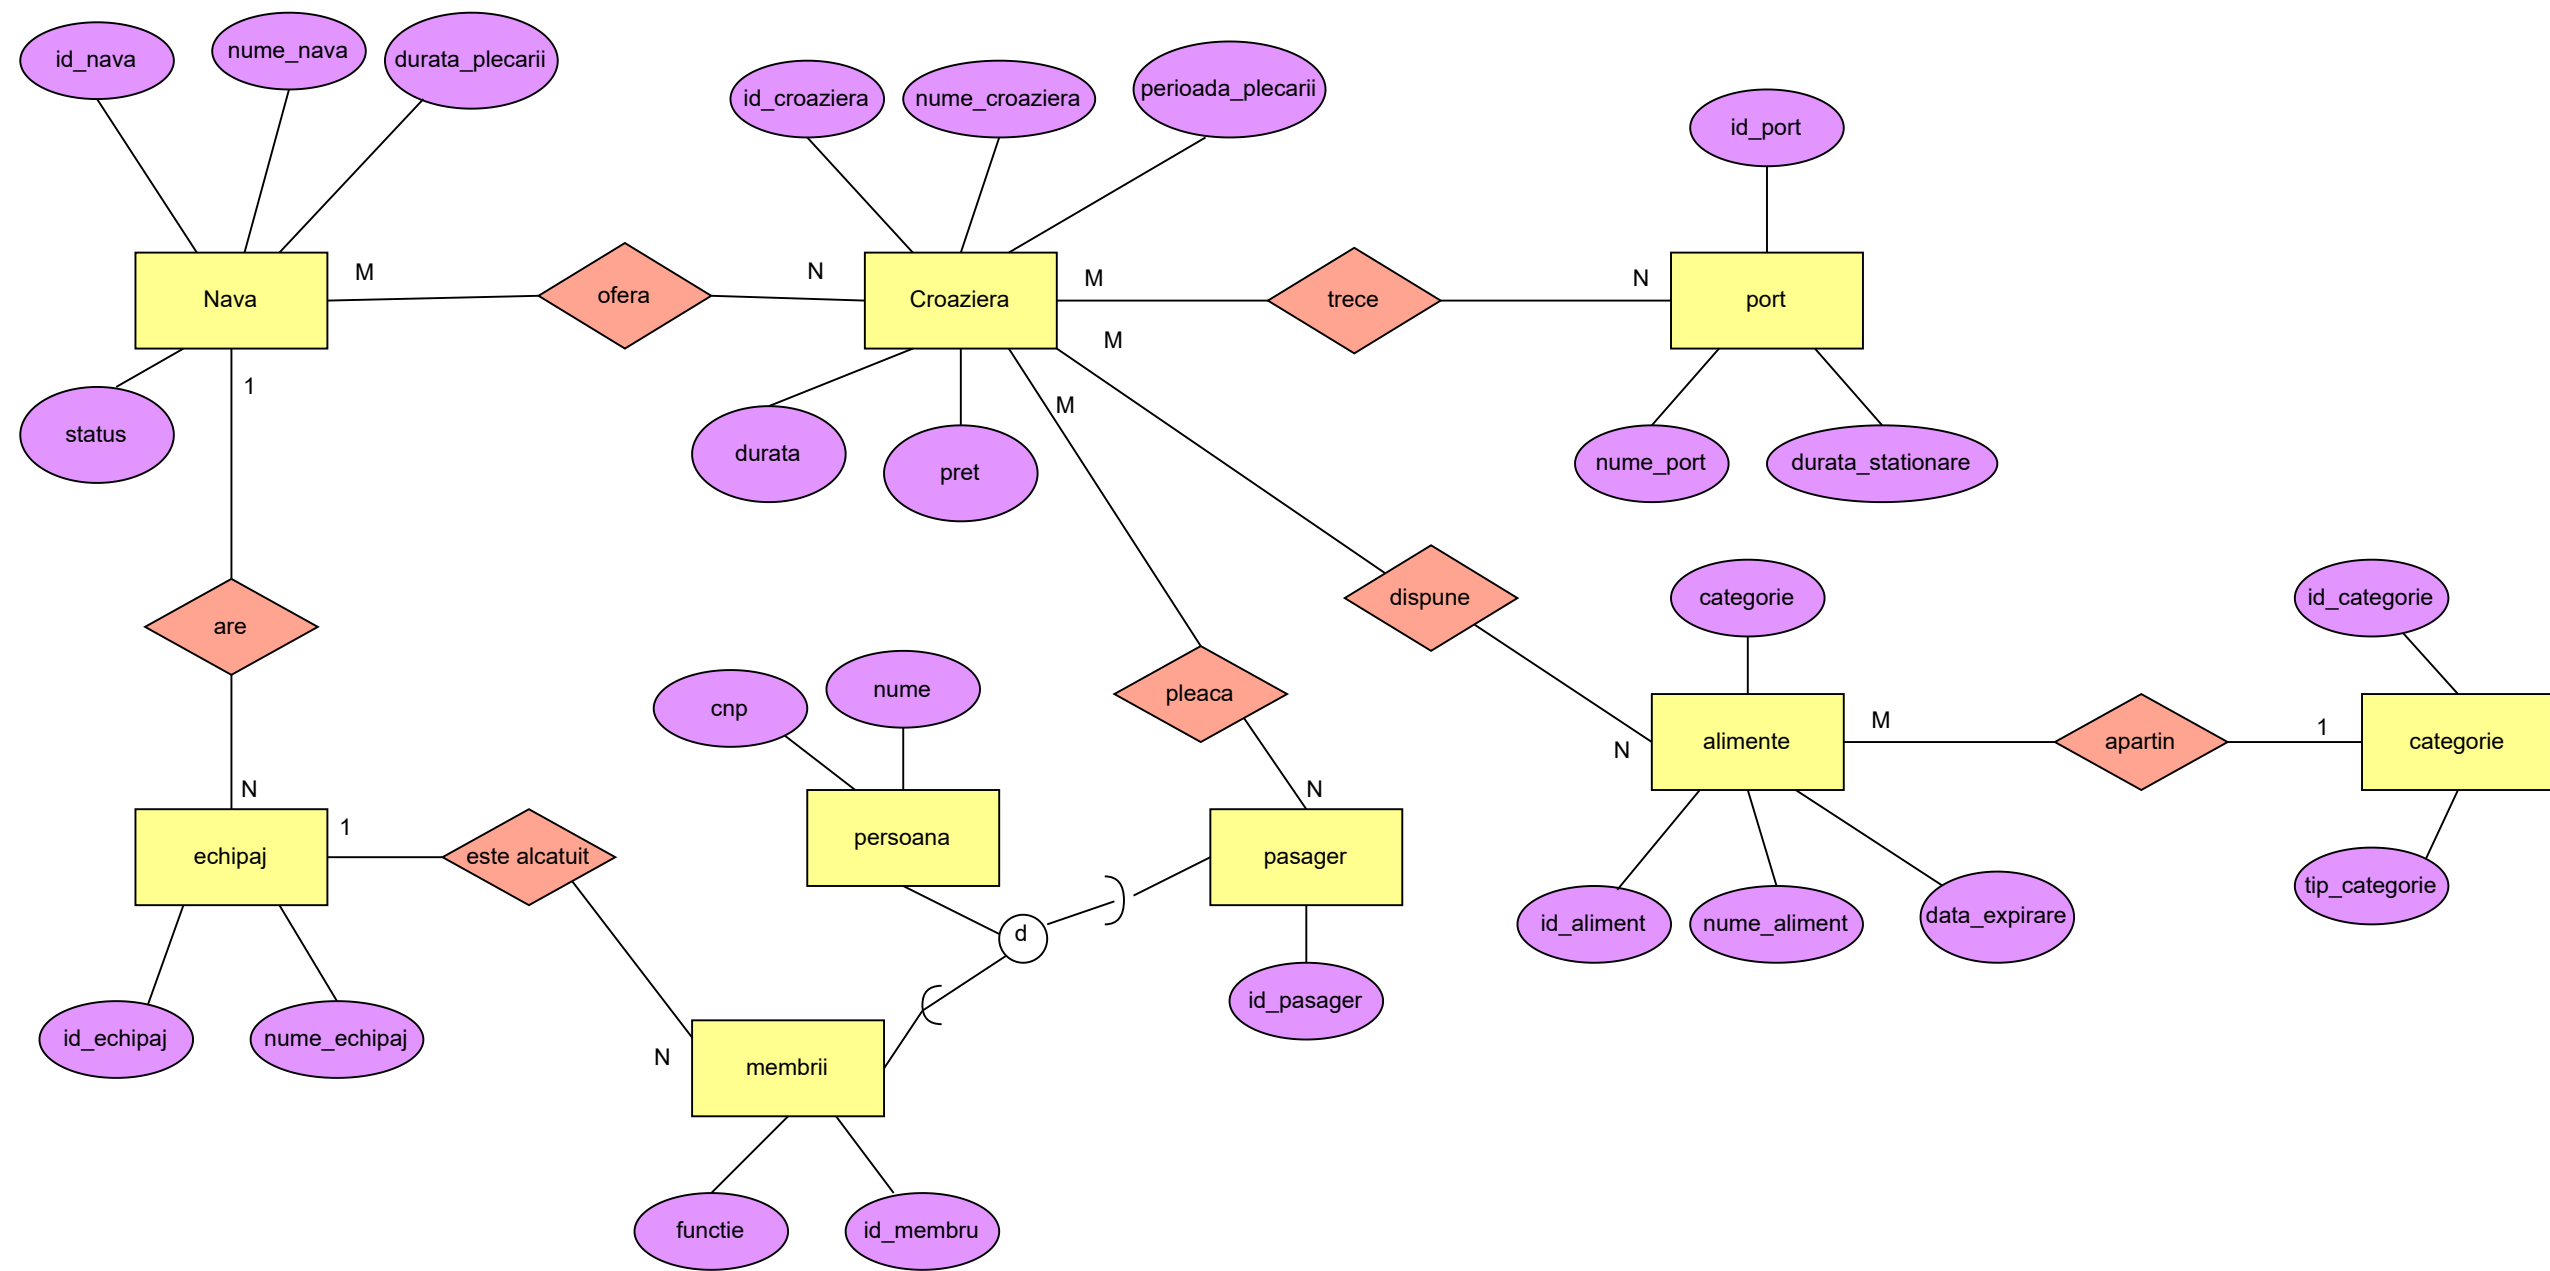 id_nava
nume_nava
durata_plecarii
id_croaziera
nume_croaziera
perioada_plecarii
id_port
Nava
M
ofera
N
Croaziera
M
trece
N
port
M
1
M
status
durata
pret
nume_port
durata_stationare
are
dispune
categorie
id_categorie
cnp
nume
pleaca
N
M
1
alimente
apartin
categorie
N
N
echipaj
1
este alcatuit
persoana
pasager
d
id_aliment
nume_aliment
data_expirare
tip_categorie
id_echipaj
nume_echipaj
N
membrii
id_pasager
functie
id_membru